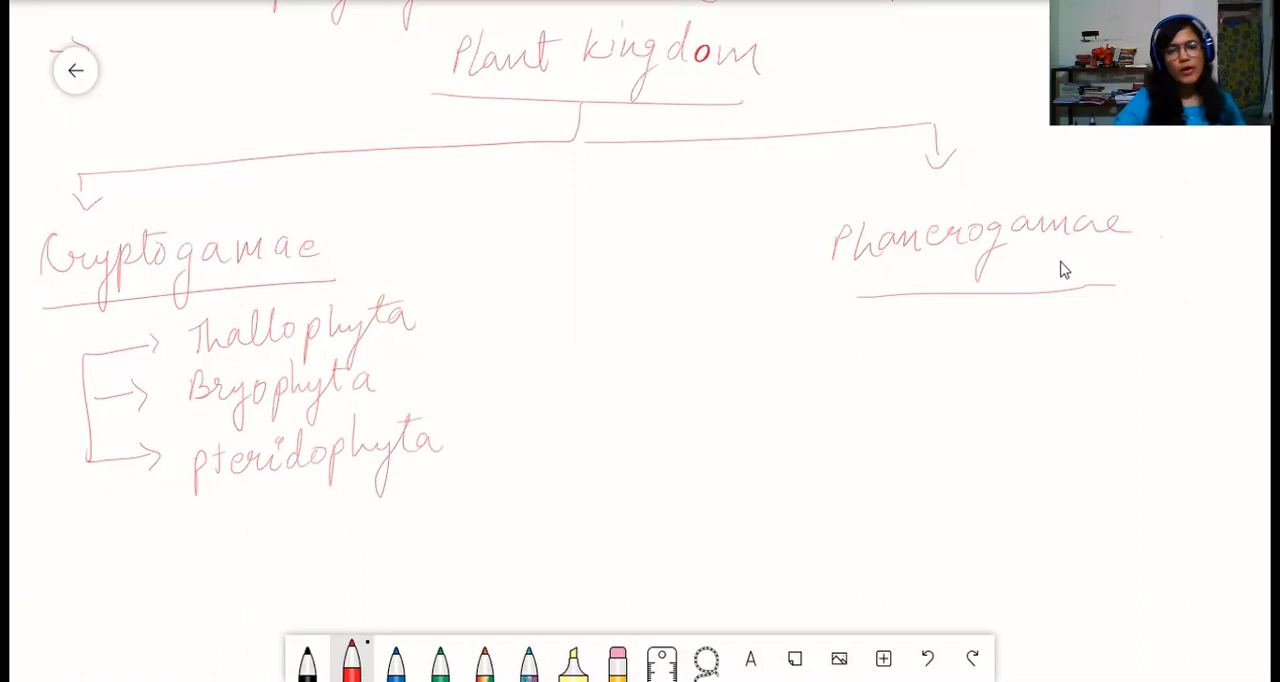 Plant kingdom
Cryptogamae
Phanerogamae
Thallophyta
Bryophyta
pteridophyta
A